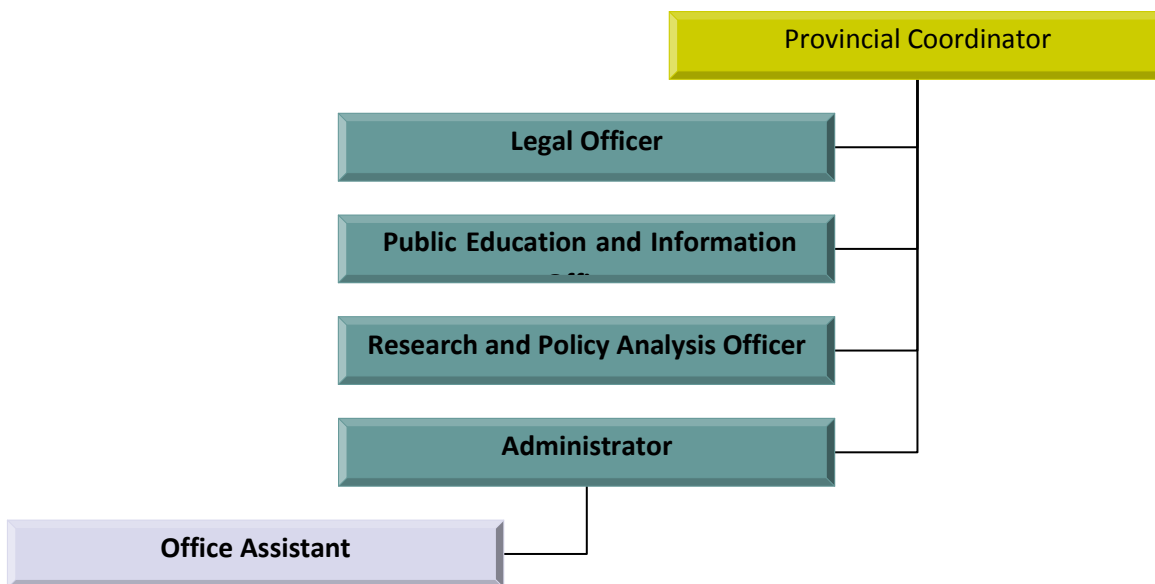 Provincial Coordinator
Legal Officer
Public Education and Information
Research and Policy Analysis Officer
Administrator
Office Assistant